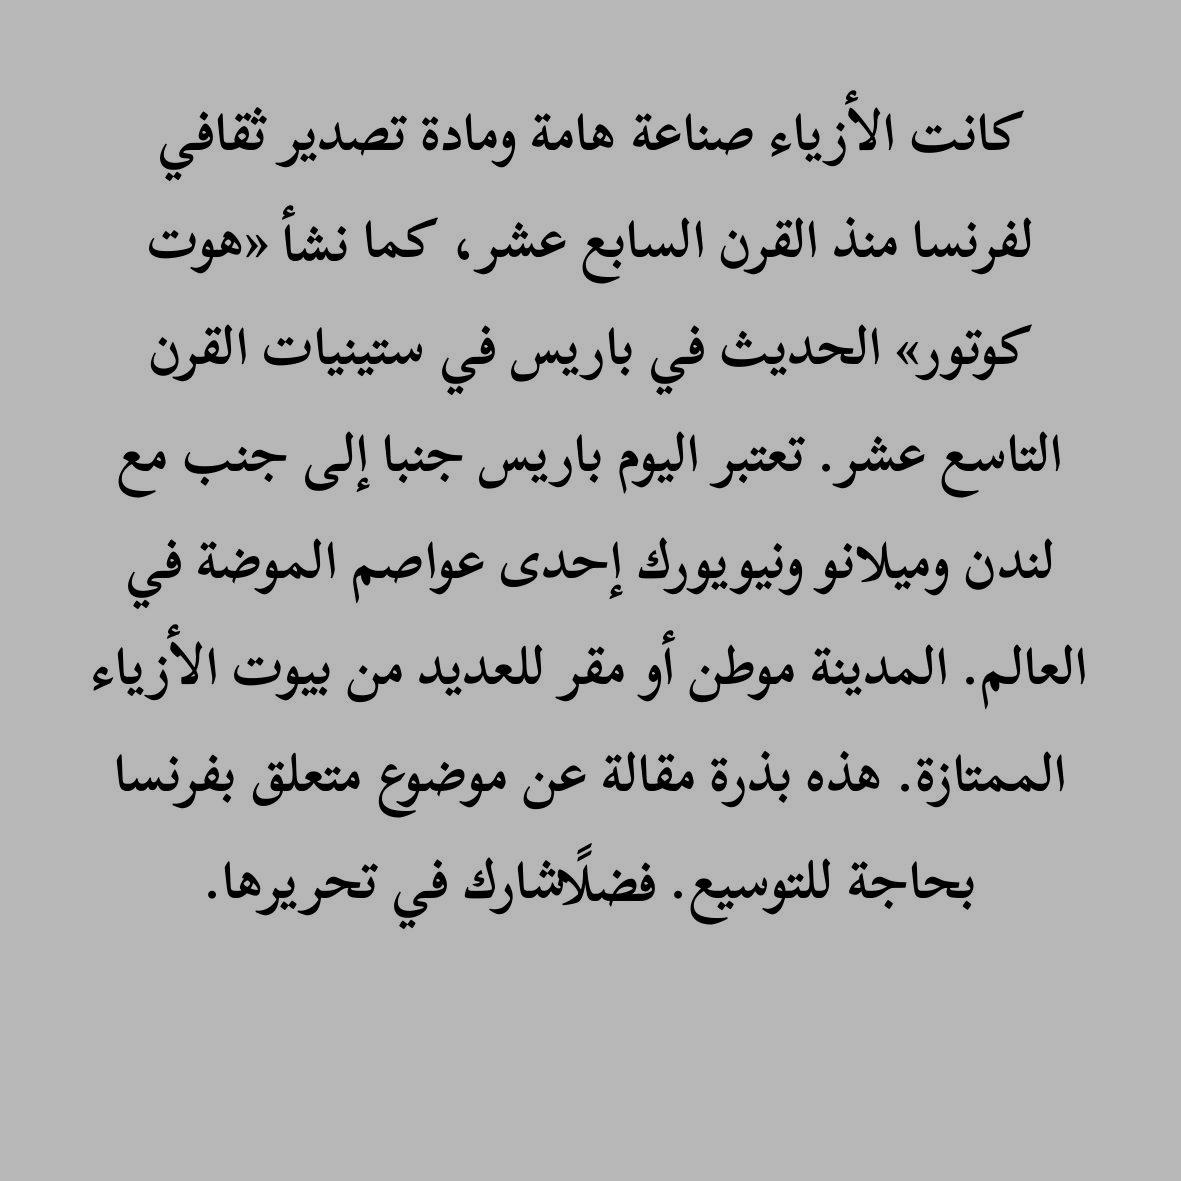 كانت الأزياء صناعة هامة ومادة تصدير ثقافي
لفرنسا منذ القرن السابع عشر، كما نشأ «هوت
كوتور» الحديث في باريس في ستينيات القرن
التاسع عشر. تعتبر اليوم باريس جنبا إلى جنب مع
لندن وميلانو ونيويورك إحدى عواصم الموضة في
العالم. المدينة موطن أو مقر للعديد من بيوت الأزياء
الممتازة. هذه بذرة مقالة عن موضوع متعلق بفرنسا
بحاجة للتوسيع. فضلًاشارك في تحريرها.